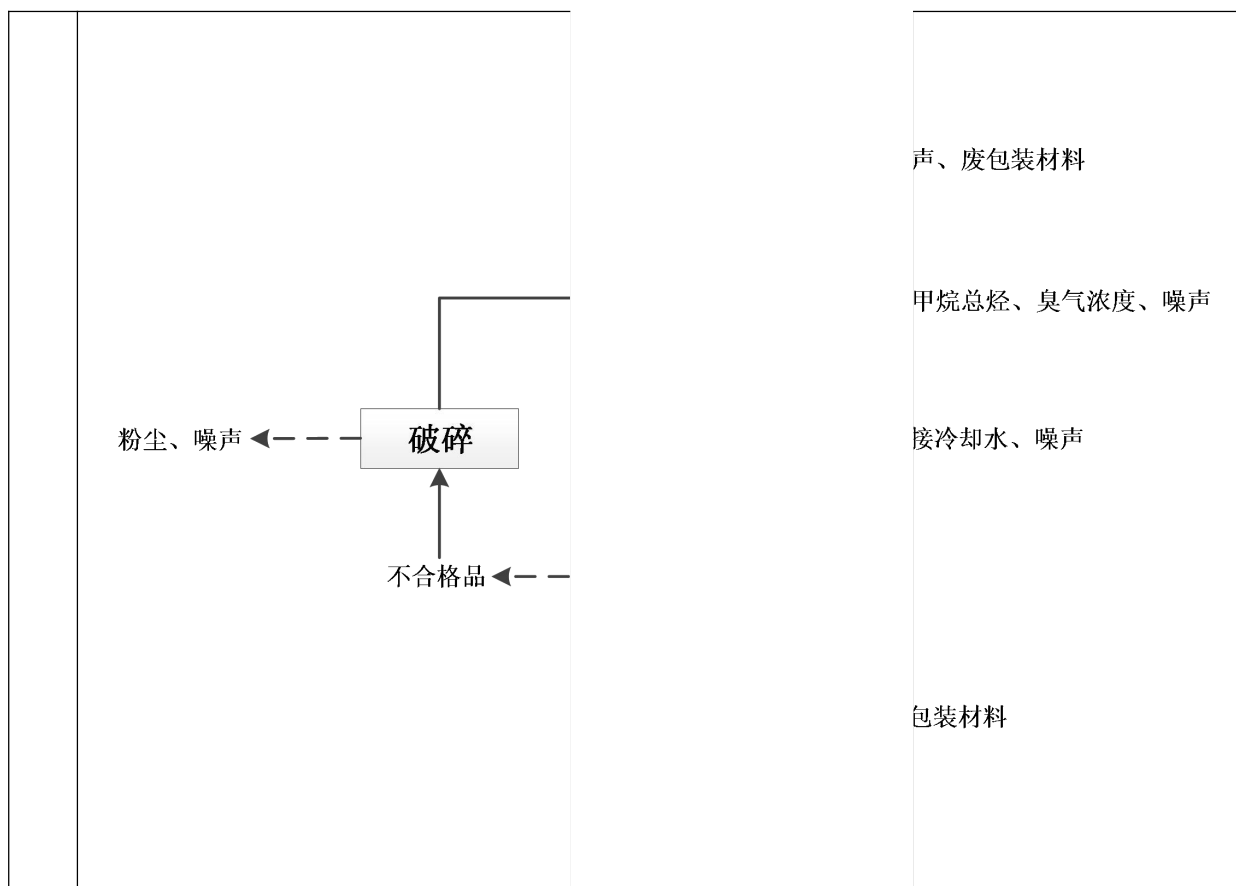 声、废包装材料
甲烷总烃、臭气浓度、噪声
粉尘、噪声
破碎
接冷却水、噪声
不合格品
包装材料